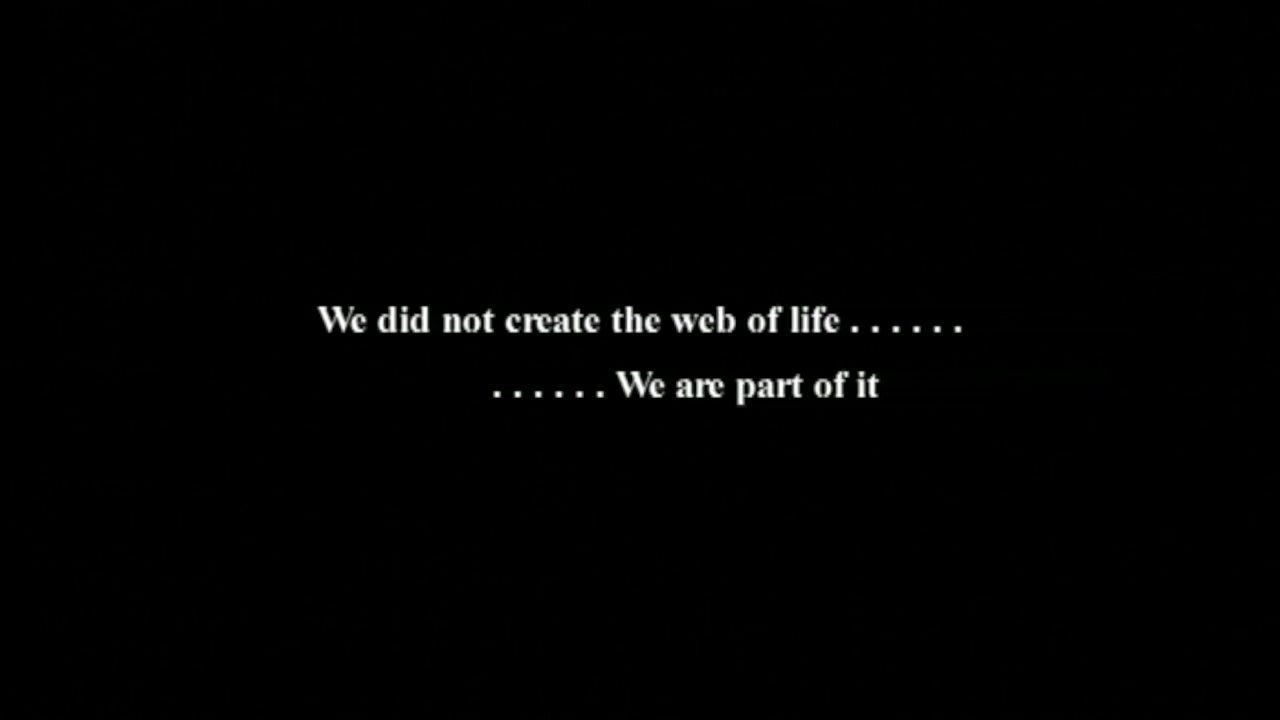 We did not create the web of life . . . . . .
. . . . . . We are part of it